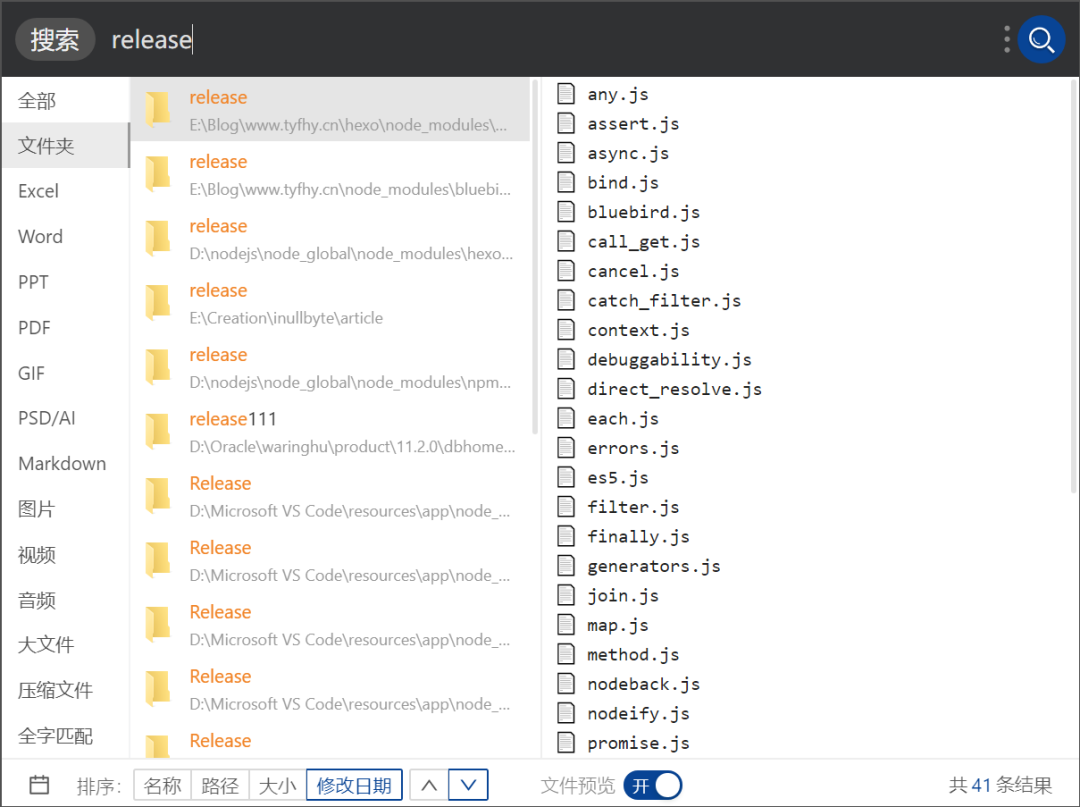 搜索 release
全部
文件夹
Excel
Word
PPT
PDF
GIF
PSD/AI
Markdown
图片
视频
音频
大文件
压缩文件
全字匹配
release
E:\Blog\www.tyfhy.cn\hexo\node_modules\...
release
E:\Blog\www.tyfhy.cn\node_modules\bluebi...
release
D:\nodejs\node_global\node_modules\hexo...
release
E:\Creation\inullbyte\article
release
D:\nodejs\node_global\node_modules\npm...
release111
D:\Oracle\waringhu\product\11.2.0\dbhome...
Release
D:\Microsoft VS Code\resources\app\node_...
Release
D:\Microsoft VS Code\resources\app\node_...
Release
D:\Microsoft VS Code\resources\app\node_...
Release
D:\Microsoft VS Code\resources\app\node_...
Release
any.js
assert.js
async.js
bind.js
bluebird.js
call_get.js
cancel.js
catch_filter.js
context.js
debuggability.js
direct_resolve.js
each.js
errors.js
es5.js
filter.js
finally.js
generators.js
join.js
map.js
method.js
nodeback.js
nodeify.js
promise.js
排序: 名称 路径 大小 修改日期 文件预览 开 共 41 条结果